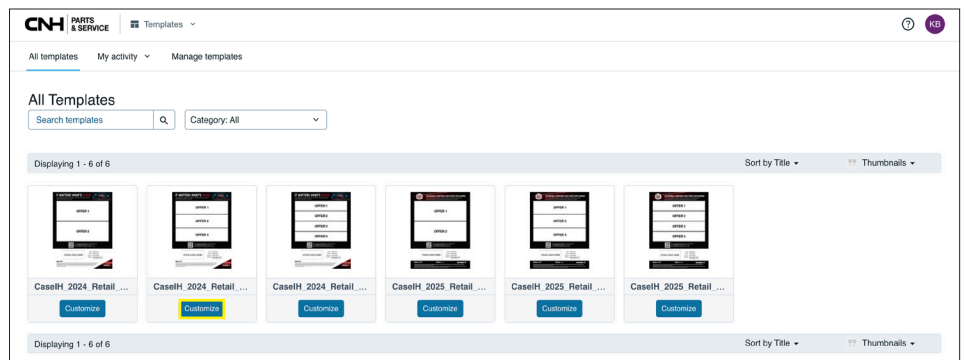 CNH PARTS & SERVICE Templates KB
All templates My activity Manage templates
All Templates
Search templates Category: All
Displaying 1 - 6 of 6 Sort by Title Thumbnails
OFFER 1 OFFER 1 OFFER 1 OFFER 1 OFFER 1 OFFER 1
OFFER 2 OFFER 2 OFFER 2 OFFER 2
OFFER 3 OFFER 3
OFFER 2 OFFER 3 OFFER 4 OFFER 2 OFFER 3 OFFER 4
CaseIH_2024_Retail_... CaseIH_2024_Retail_... CaseIH_2024_Retail_... CaseIH_2025_Retail_... CaseIH_2025_Retail_... CaseIH_2025_Retail_...
Customize Customize Customize Customize Customize Customize
Displaying 1 - 6 of 6 Sort by Title Thumbnails